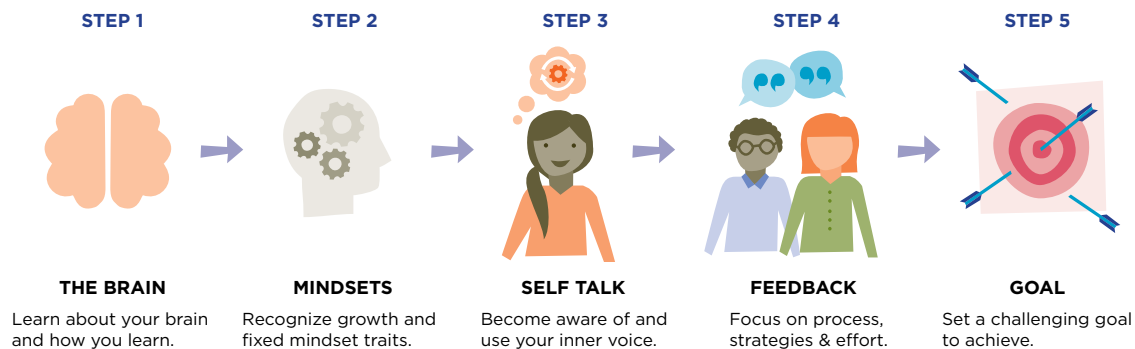 STEP 1
STEP 2
STEP 3
STEP 4
STEP 5
THE BRAIN
Learn about your brain
and how you learn.
MINDSETS
Recognize growth and
fixed mindset traits.
SELF TALK
Become aware of and
use your inner voice.
FEEDBACK
Focus on process,
strategies & effort.
GOAL
Set a challenging goal
to achieve.